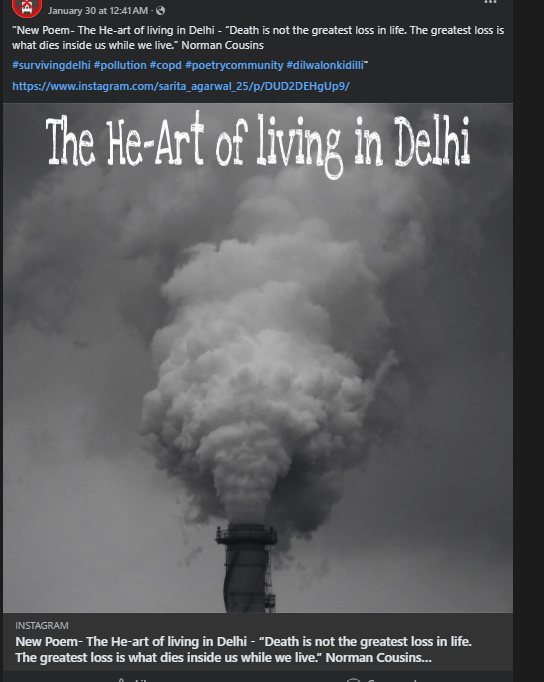 January 30 at 12:41 AM ·
"New Poem- The He-art of living in Delhi - "Death is not the greatest loss in life. The greatest loss is
what dies inside us while we live." Norman Cousins
#survivingdelhi #pollution #copd #poetrycommunity #dilwalonkidilli"
https://www.instagram.com/sarita_agarwal_25/p/DUD2DEHgUp9/
The He-Art of living in Delhi
INSTAGRAM
New Poem- The He-art of living in Delhi - "Death is not the greatest loss in life.
The greatest loss is what dies inside us while we live." Norman Cousins...